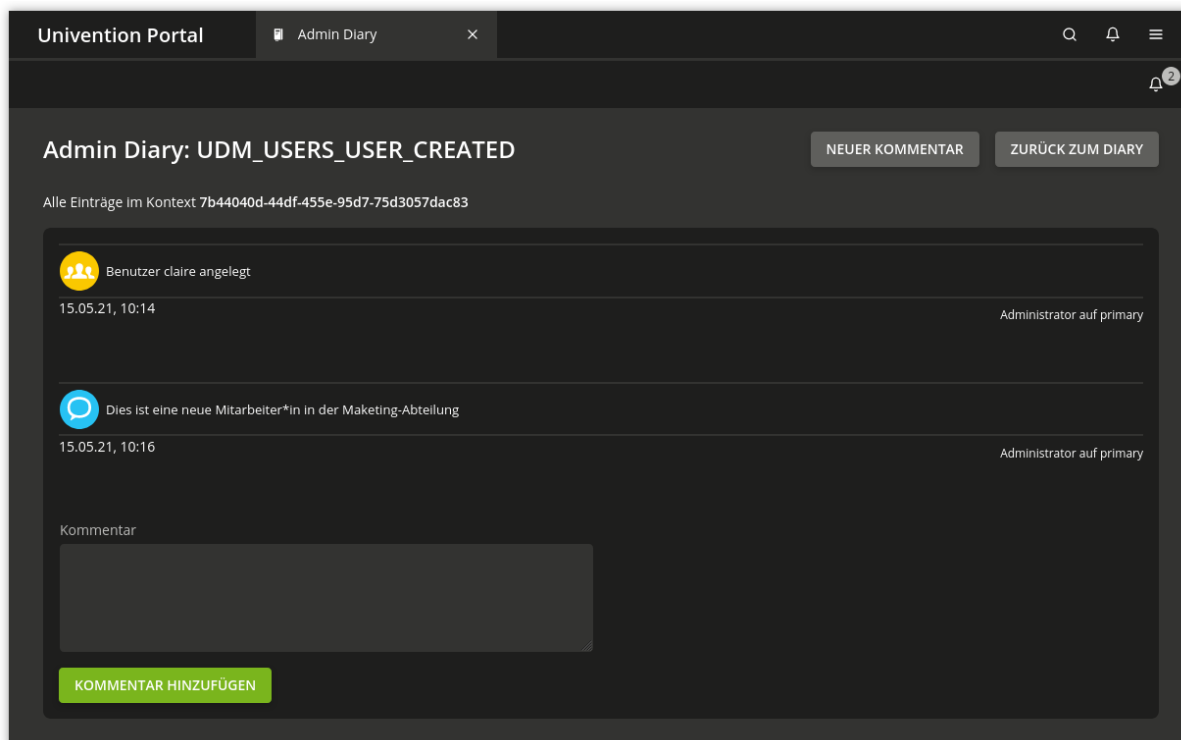 Univention Portal
Admin Diary
2
Admin Diary: UDM_USERS_USER_CREATED
NEUER KOMMENTAR
ZURÜCK ZUM DIARY
Alle Einträge im Kontext 7b44040d-44df-455e-95d7-75d3057dac83
Benutzer claire angelegt
15.05.21, 10:14
Administrator auf primary
Dies ist eine neue Mitarbeiter*in in der Maketing-Abteilung
15.05.21, 10:16
Administrator auf primary
Kommentar
KOMMENTAR HINZUFÜGEN